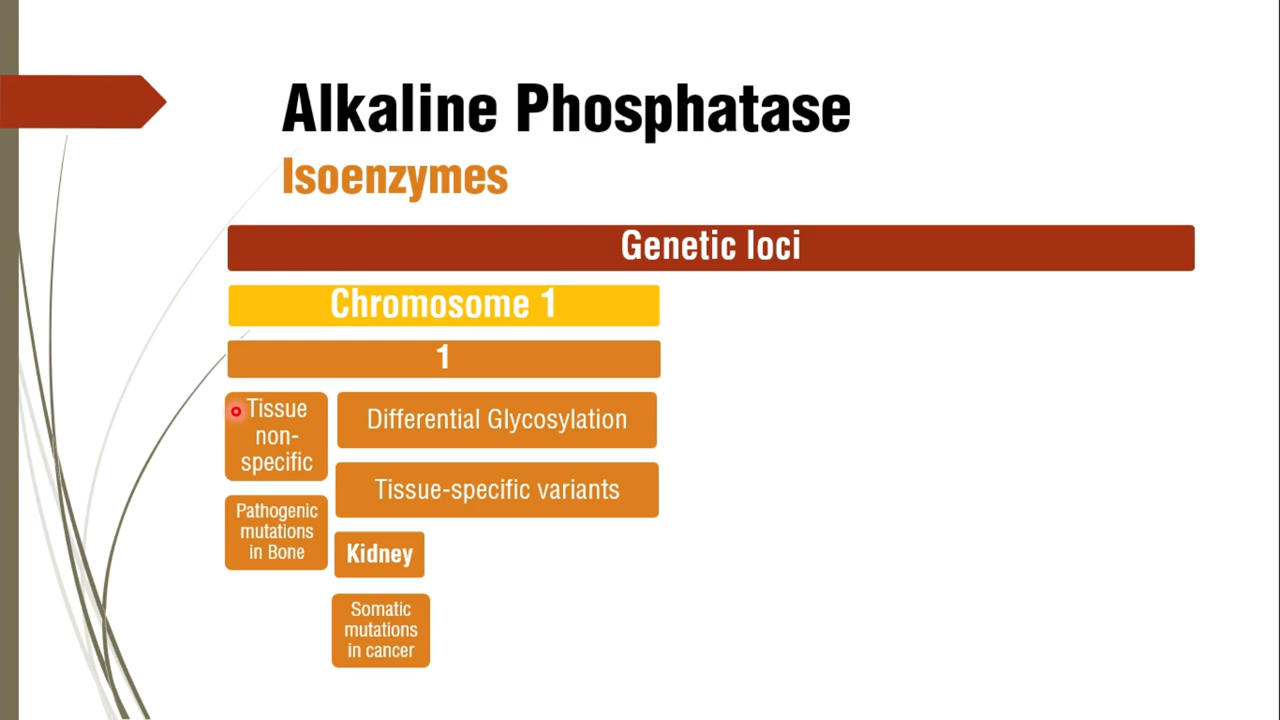 Alkaline Phosphatase
Isoenzymes
Genetic loci
Chromosome 1
1
Tissue
non-
specific
Differential Glycosylation
Tissue-specific variants
Pathogenic
mutations
in Bone
Kidney
Somatic
mutations
in cancer